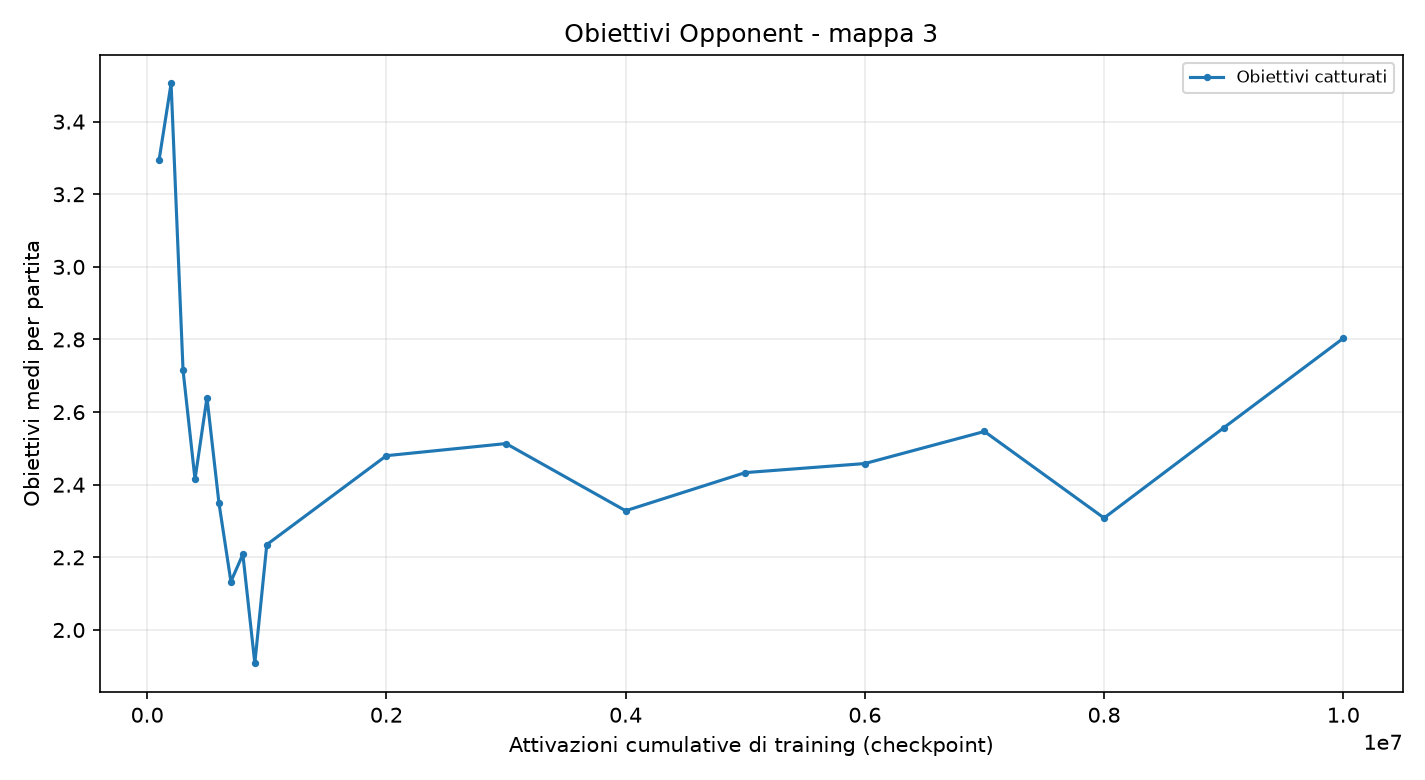 Obiettivi Opponent - mappa 3
Obiettivi catturati
Obiettivi medi per partita
3.4
3.2
3.0
2.8
2.6
2.4
2.2
2.0
0.0 0.2 0.4 0.6 0.8 1.0
1e7
Attivazioni cumulative di training (checkpoint)